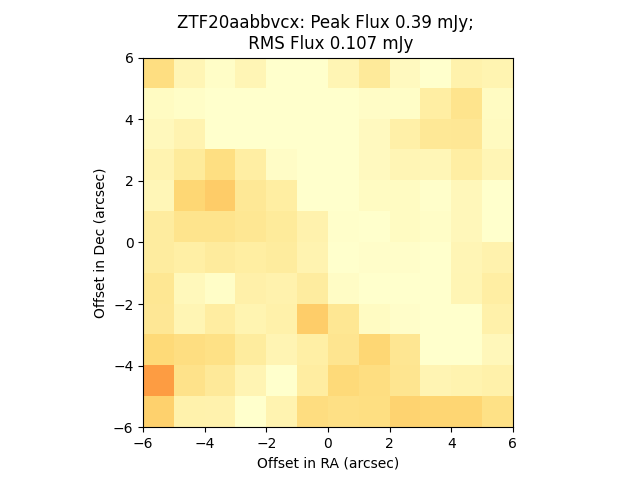 ZTF20aabbvcx: Peak Flux 0.39 mJy;
RMS Flux 0.107 mJy
6
4
2
0
−2
−4
−6
Offset in Dec (arcsec)
−6 −4 −2 0 2 4 6
Offset in RA (arcsec)